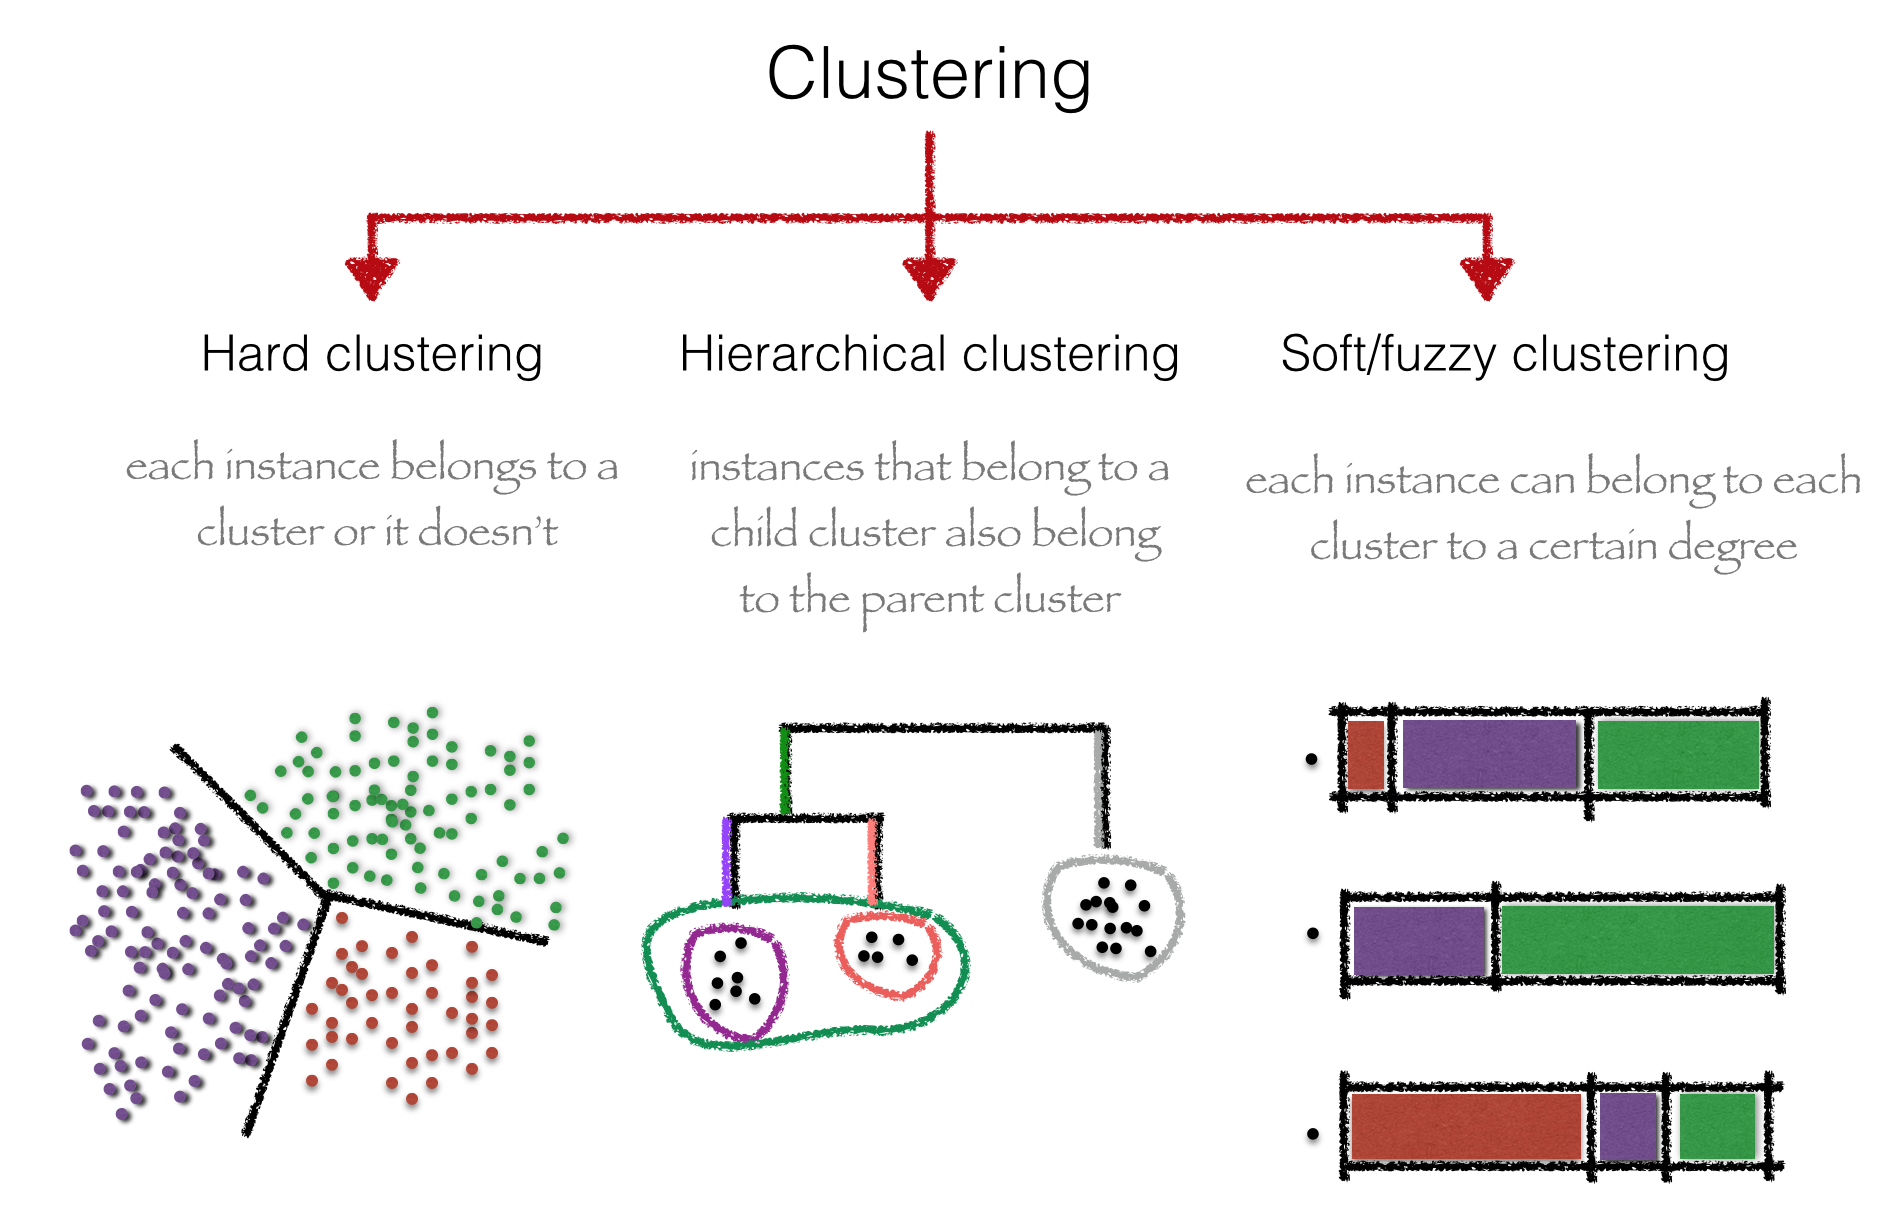 Clustering
Hard clustering
each instance belongs to a
cluster or it doesn't
Hierarchical clustering
instances that belong to a
child cluster also belong
to the parent cluster
Soft/fuzzy clustering
each instance can belong to each
cluster to a certain degree